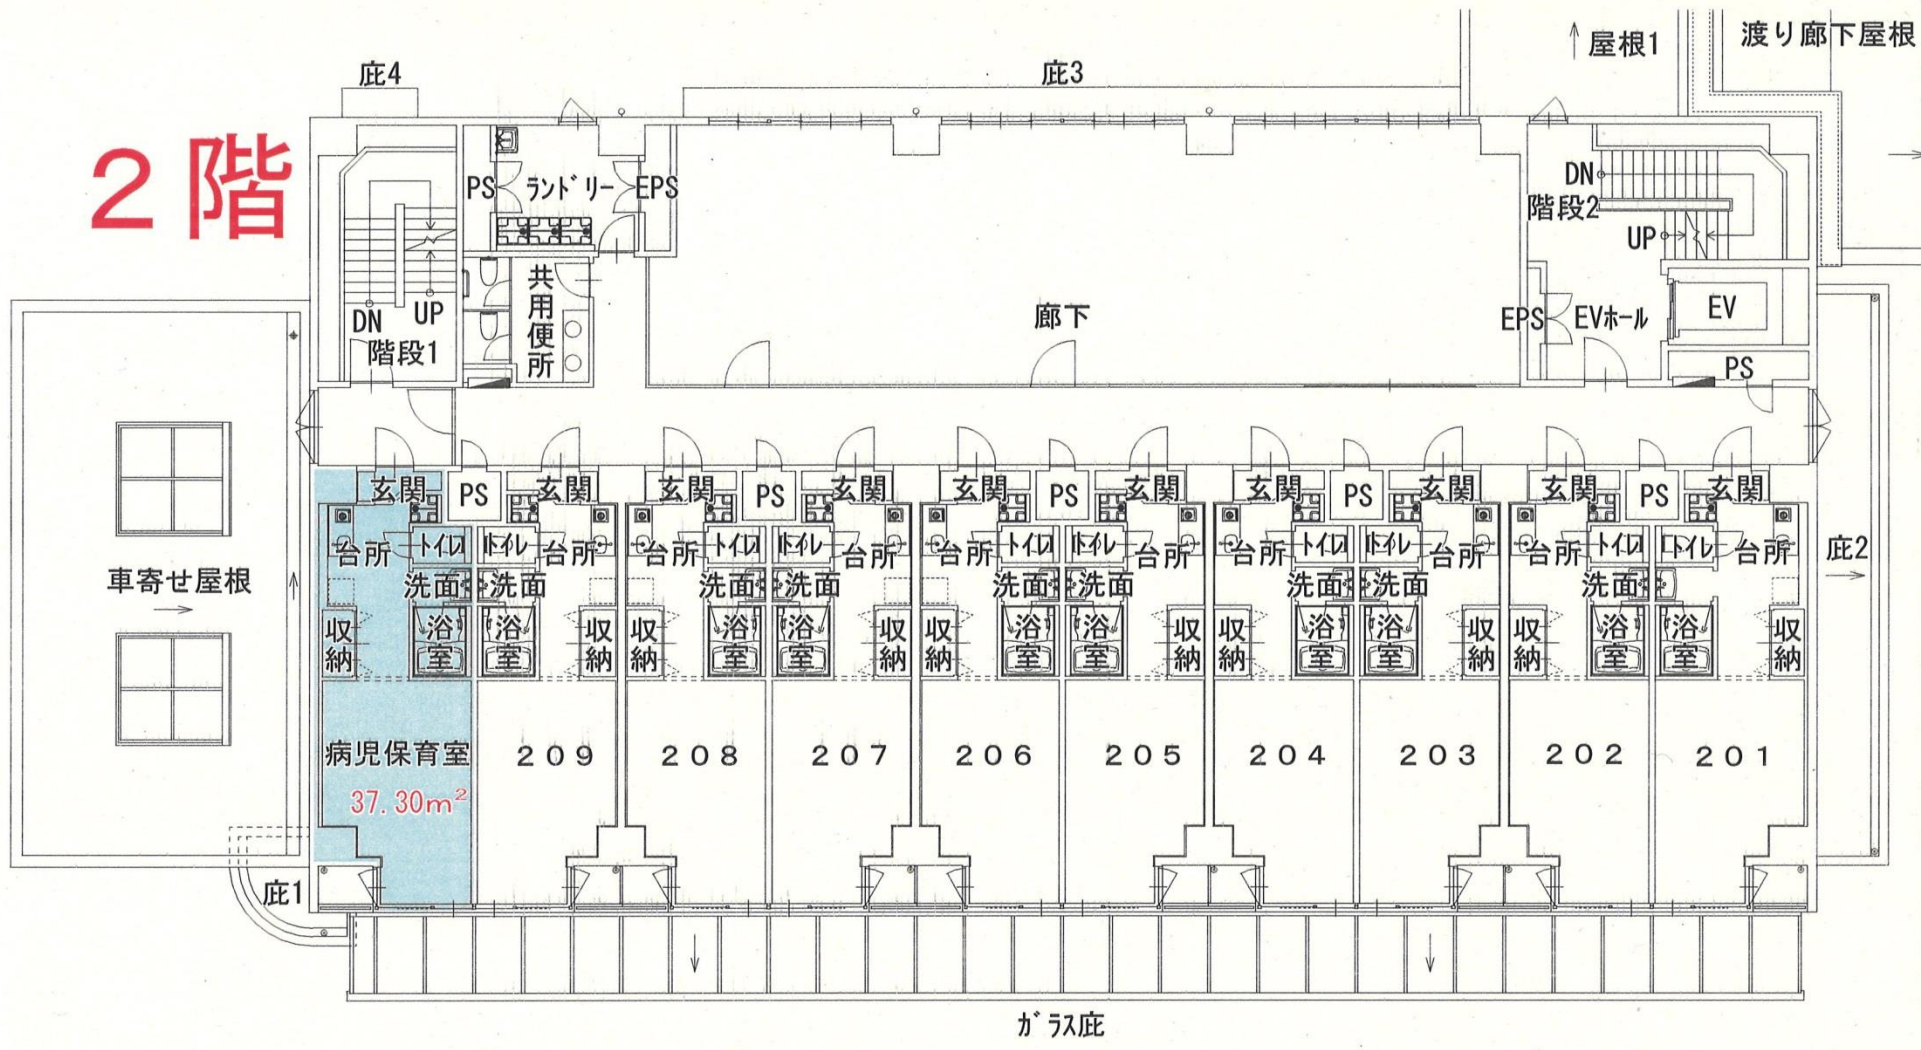 ２階
庇4
庇3
↑屋根1
渡り廊下屋根
PS
ランドリー
EPS
DN
階段2
UP
共用便所
DN
UP
階段1
廊下
EPS
EVホール
EV
PS
玄関
PS
玄関
玄関
PS
玄関
玄関
PS
玄関
玄関
PS
玄関
玄関
PS
玄関
台所
トイレ
トイレ
台所
台所
トイレ
トイレ
台所
台所
トイレ
トイレ
台所
台所
トイレ
トイレ
台所
台所
トイレ
トイレ
台所
庇2
車寄せ屋根
洗面
洗面
洗面
洗面
洗面
洗面
洗面
洗面
洗面
収納
浴室
浴室
収納
収納
浴室
浴室
収納
収納
浴室
浴室
収納
収納
浴室
浴室
収納
収納
浴室
浴室
収納
病児保育室
２０９
２０８
２０７
２０６
２０５
２０４
２０３
２０２
２０１
37.30m²
庇1
ガラス庇